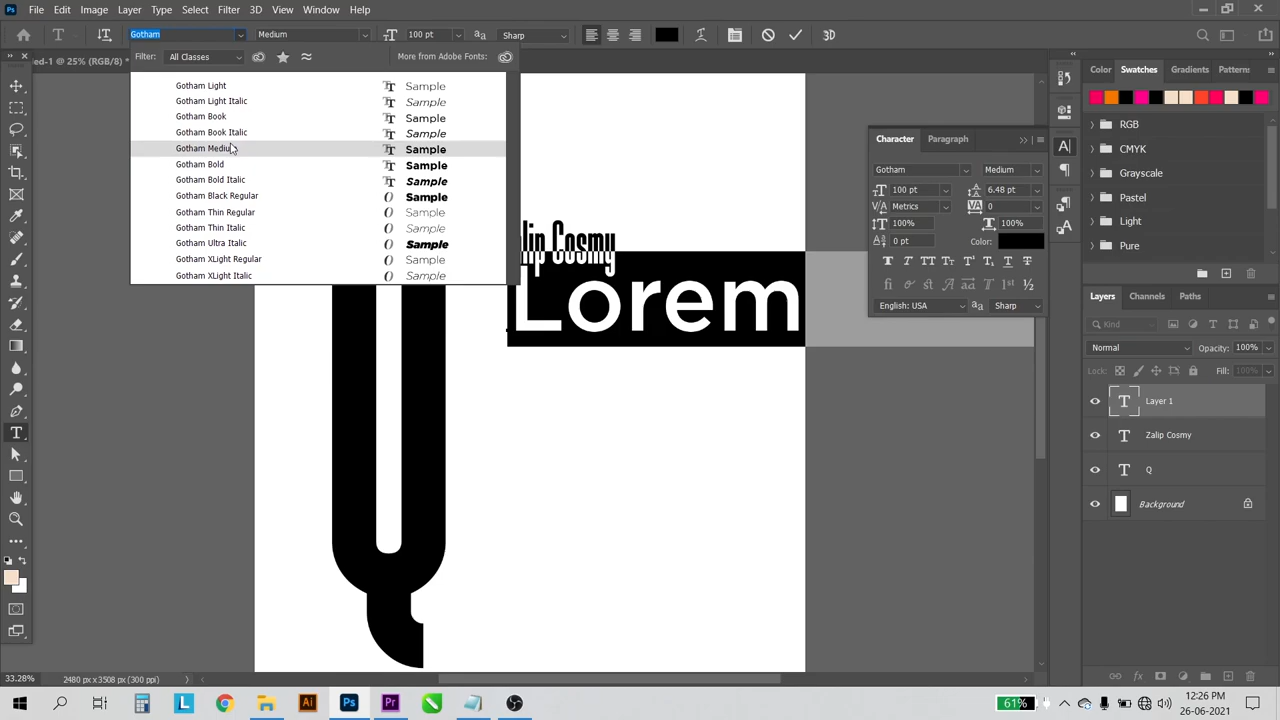 File Edit Image Layer Type Select Filter 3D View Window Help
Gotham Medium 100 pt Sharp
Filter: All Classes More from Adobe Fonts:
ed-1 @ 25% (RGB/8) *
Gotham Light Sample
Gotham Light Italic Sample
Gotham Book Sample
Gotham Book Italic Sample
Gotham Medium Sample
Gotham Bold Sample
Gotham Bold Italic Sample
Gotham Black Regular Sample
Gotham Thin Regular Sample
Gotham Thin Italic Sample
Gotham Ultra Italic Sample
Gotham XLight Regular Sample
Gotham XLight Italic Sample
alip Cosmy
Lorem
Color Swatches Gradients Pattern:
RGB
CMYK
Grayscale
Pastel
Light
Pure
Character Paragraph
Gotham Medium
100 pt 6.48 pt
Metrics 0
100% 100%
0 pt Color:
English: USA Sharp
Layers Channels Paths
Kind
Normal Opacity: 100%
Lock: Fill: 100%
Layer 1
Zalip Cosmy
Q
Background
33.28% 2480 px x 3508 px (300 ppi)
61% 12:26 PM
26-06-2021